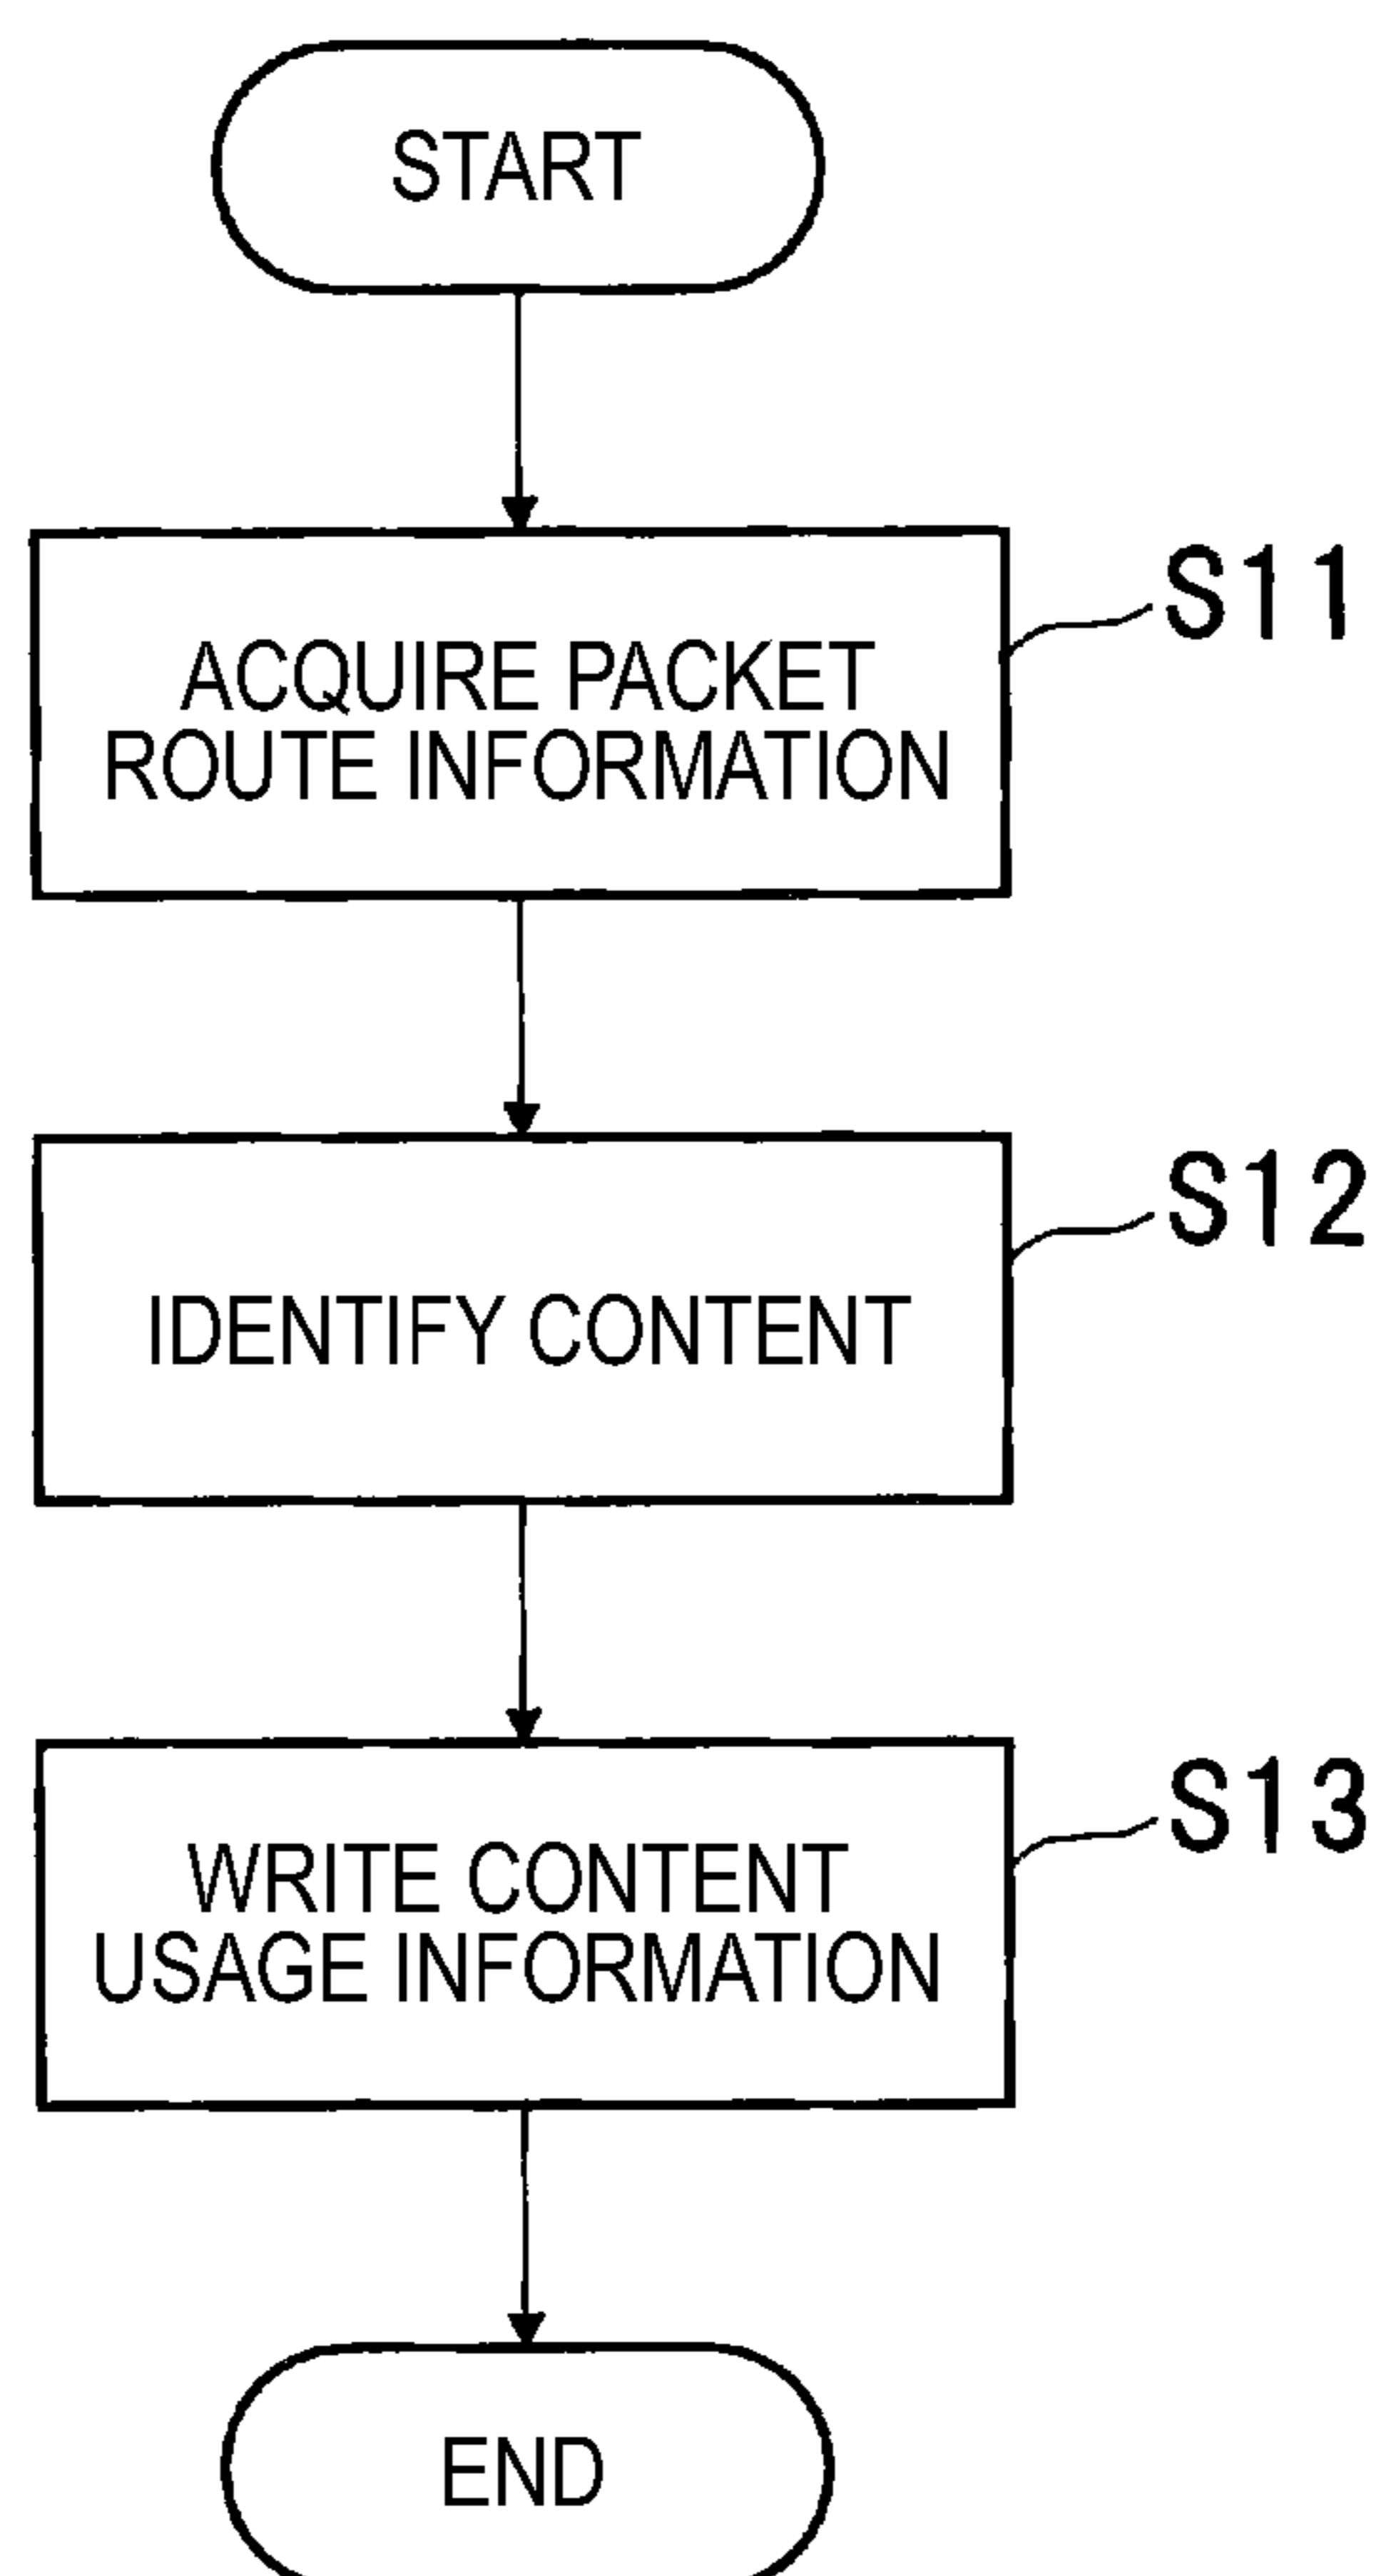 START
ACQUIRE PACKET
ROUTE INFORMATION
S11
IDENTIFY CONTENT
S12
WRITE CONTENT
USAGE INFORMATION
S13
END